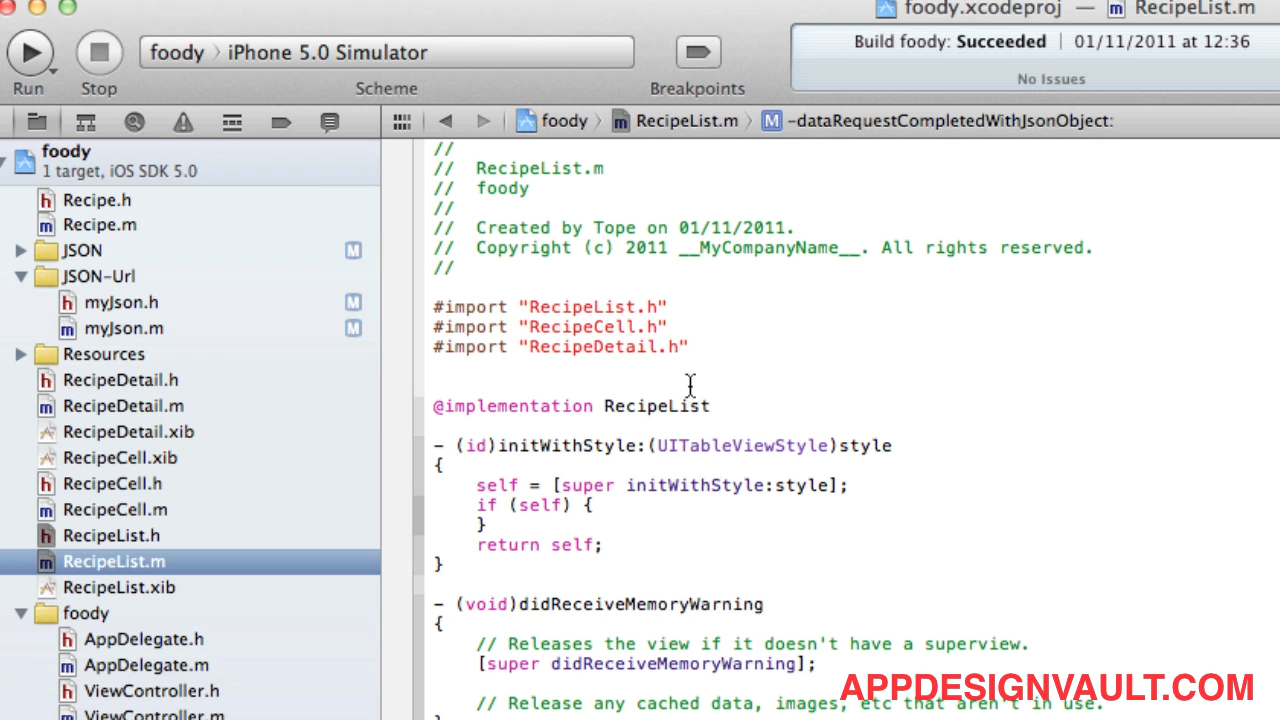 foody.xcodeproj — m RecipeList.m
foody 〉 iPhone 5.0 Simulator
Build foody: Succeeded | 01/11/2011 at 12:36
No Issues
Run
Stop
Scheme
Breakpoints
foody 〉 m RecipeList.m 〉 M -dataRequestCompletedWithJsonObject:
foody
1 target, iOS SDK 5.0
h Recipe.h
m Recipe.m
JSON M
JSON-Url
h myJson.h M
m myJson.m M
Resources
h RecipeDetail.h
m RecipeDetail.m
RecipeDetail.xib
RecipeCell.xib
h RecipeCell.h
m RecipeCell.m
h RecipeList.h
m RecipeList.m
RecipeList.xib
foody
h AppDelegate.h
m AppDelegate.m
h ViewController.h
m ViewController.m
//
// RecipeList.m
// foody
//
// Created by Tope on 01/11/2011.
// Copyright (c) 2011 __MyCompanyName__. All rights reserved.
//
#import "RecipeList.h"
#import "RecipeCell.h"
#import "RecipeDetail.h"
@implementation RecipeList
- (id)initWithStyle:(UITableViewStyle)style
{
self = [super initWithStyle:style];
if (self) {
}
return self;
}
- (void)didReceiveMemoryWarning
{
// Releases the view if it doesn't have a superview.
[super didReceiveMemoryWarning];
// Release any cached data, images, etc that aren't in use.
}
APPDESIGNVAULT.COM